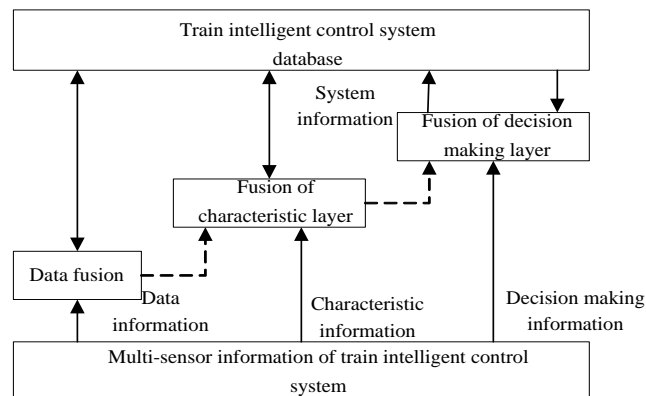 Train intelligent control system
database
System
information
Fusion of decision
making layer
Fusion of
characteristic layer
Data fusion
Data
information
Characteristic
information
Decision making
information
Multi-sensor information of train intelligent control
system